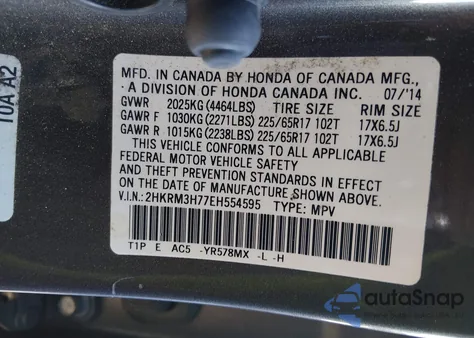 10A A2
MFD. IN CANADA BY HONDA OF CANADA MFG.,
A DIVISION OF HONDA CANADA INC. 07/'14
GVWR 2025KG (4464LBS) TIRE SIZE RIM SIZE
GAWR F 1030KG (2271LBS) 225/65R17 102T 17X6.5J
GAWR R 1015KG (2238LBS) 225/65R17 102T 17X6.5J
THIS VEHICLE CONFORMS TO ALL APPLICABLE
FEDERAL MOTOR VEHICLE SAFETY
AND THEFT PREVENTION STANDARDS IN EFFECT
ON THE DATE OF MANUFACTURE SHOWN ABOVE.
V.I.N.: 2HKRM3H77EH554595 TYPE: MPV
T1P E AC5 -YR578MX -L -H
autoSnap